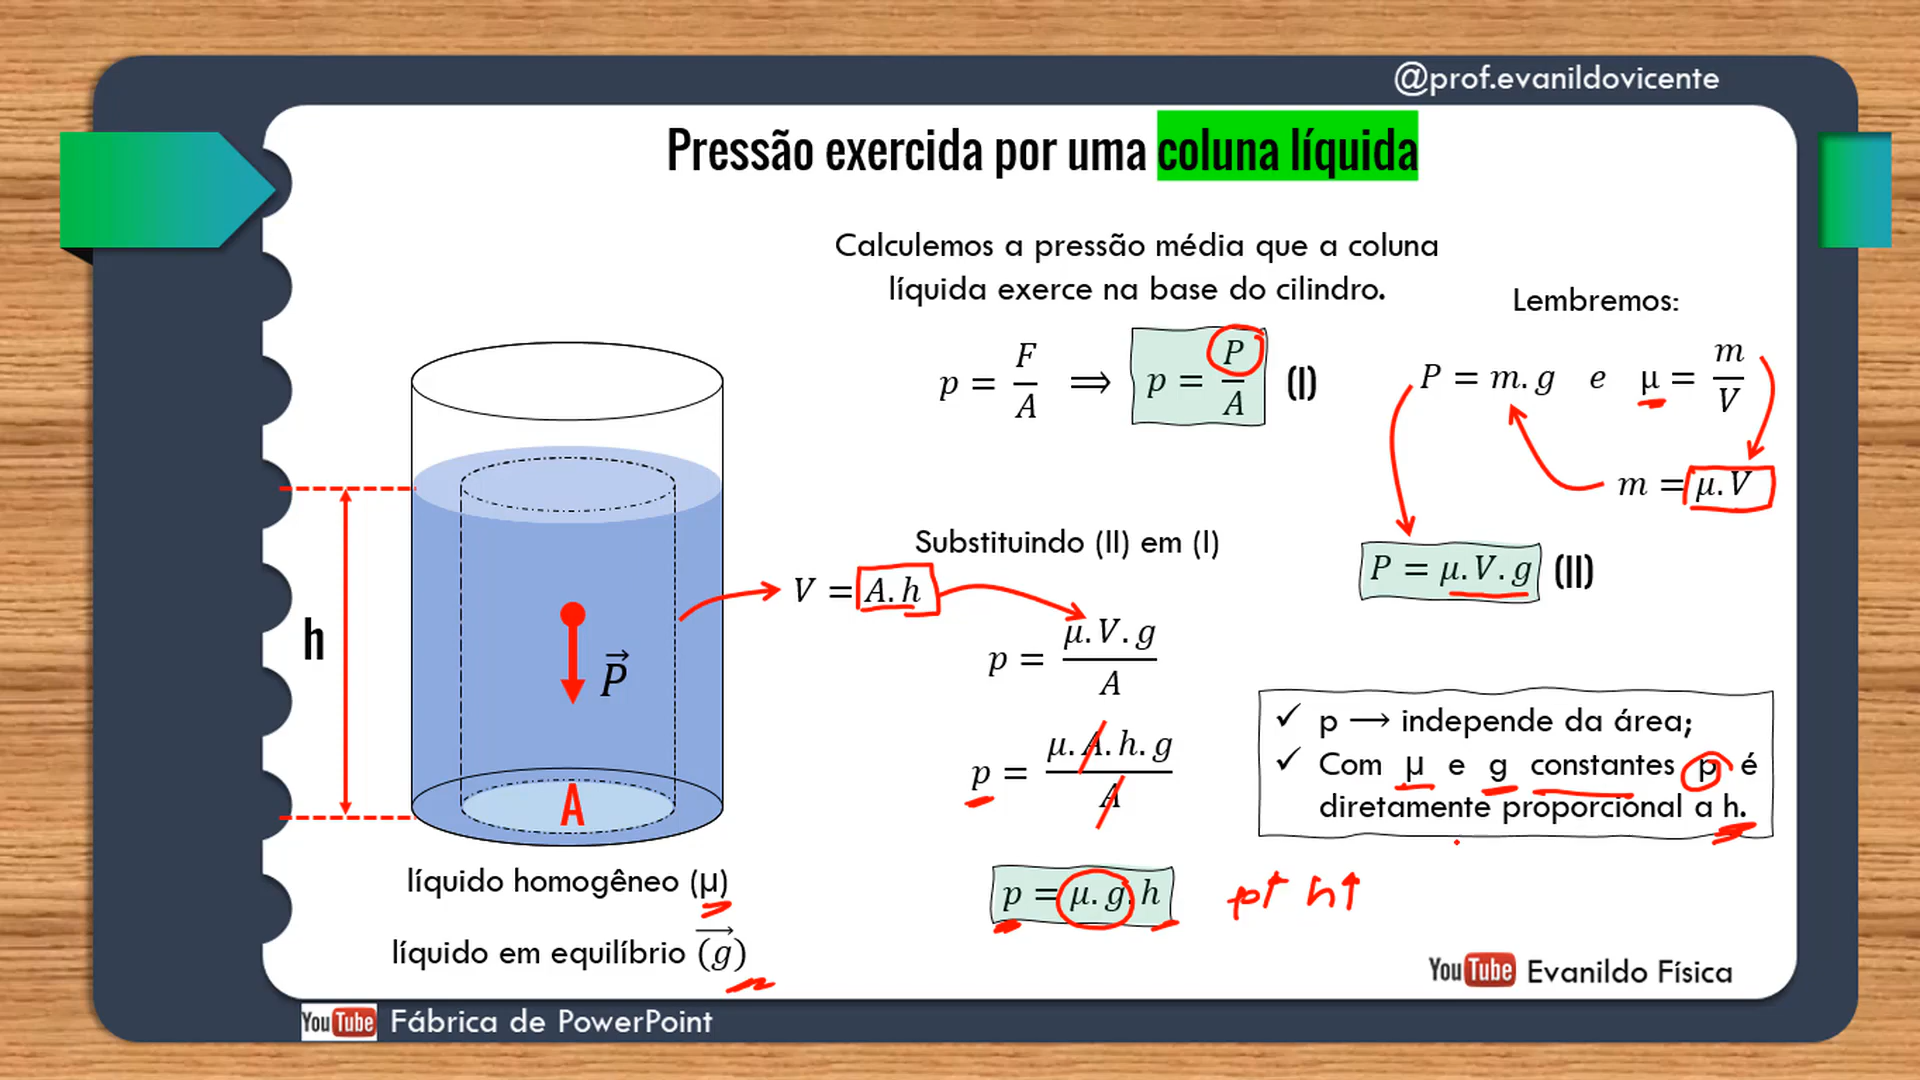 @prof.evanildovicente
Pressão exercida por uma coluna líquida
Calculemos a pressão média que a coluna
líquida exerce na base do cilindro.
p = F/A ⟹ p = P/A (I)
Lembremos:
P = m. g e μ = m/V
m = μ. V
P = μ. V. g (II)
Substituindo (II) em (I)
V = A. h
p = μ. V. g / A
p = μ. A. h. g / A
p = μ. g. h
p↑ h↑
h
P⃗
A
líquido homogêneo (μ)
líquido em equilíbrio (g⃗)
✓ p ⟶ independe da área;
✓ Com μ e g constantes p é
diretamente proporcional a h.
YouTube Evanildo Física
YouTube Fábrica de PowerPoint